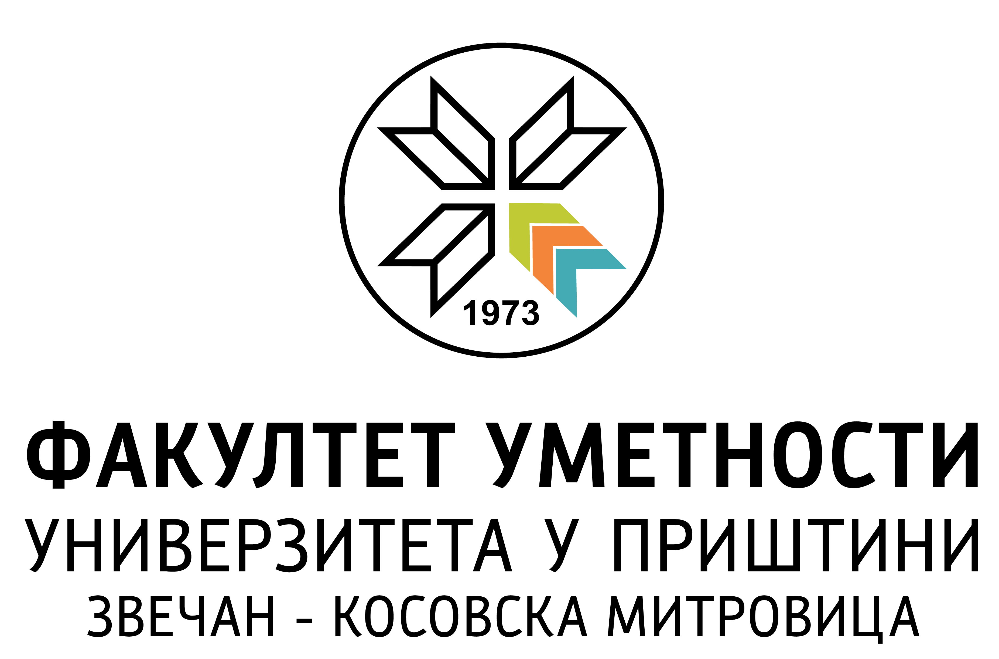 1973
ФАКУЛТЕТ УМЕТНОСТИ
УНИВЕРЗИТЕТА У ПРИШТИНИ
ЗВЕЧАН - КОСОВСКА МИТРОВИЦА